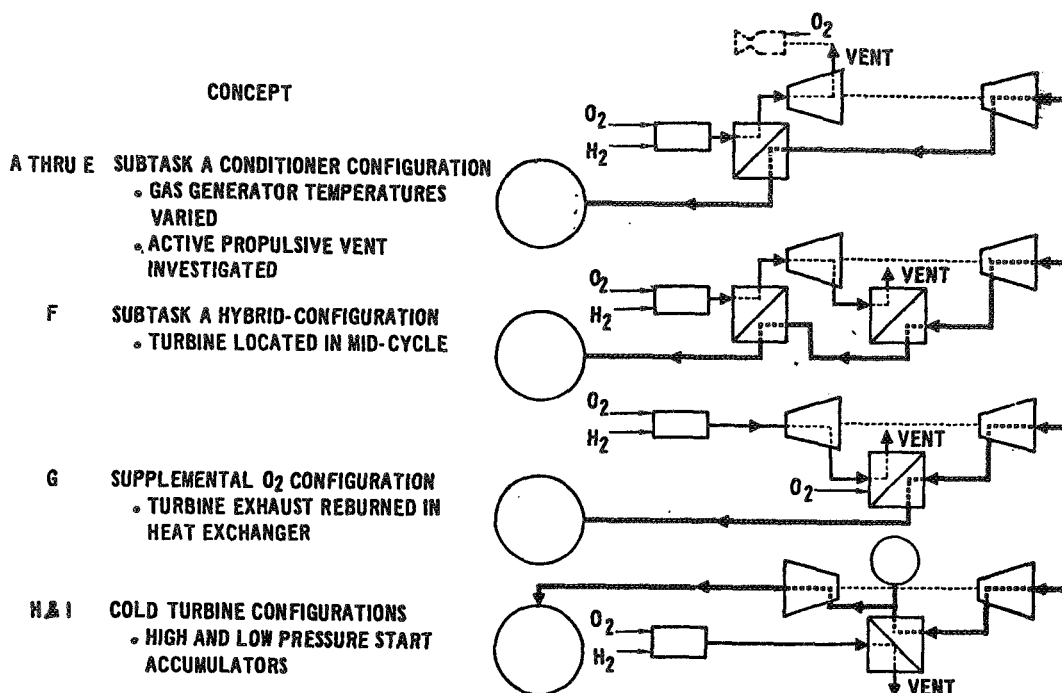 CONCEPT
A THRU E SUBTASK A CONDITIONER CONFIGURATION
• GAS GENERATOR TEMPERATURES
VARIED
• ACTIVE PROPULSIVE VENT
INVESTIGATED
O2
VENT
O2
H2
F SUBTASK A HYBRID-CONFIGURATION
• TURBINE LOCATED IN MID-CYCLE
O2
H2
VENT
G SUPPLEMENTAL O2 CONFIGURATION
• TURBINE EXHAUST REBURNED IN
HEAT EXCHANGER
O2
H2
VENT
O2
H & I COLD TURBINE CONFIGURATIONS
• HIGH AND LOW PRESSURE START
ACCUMULATORS
O2
H2
VENT